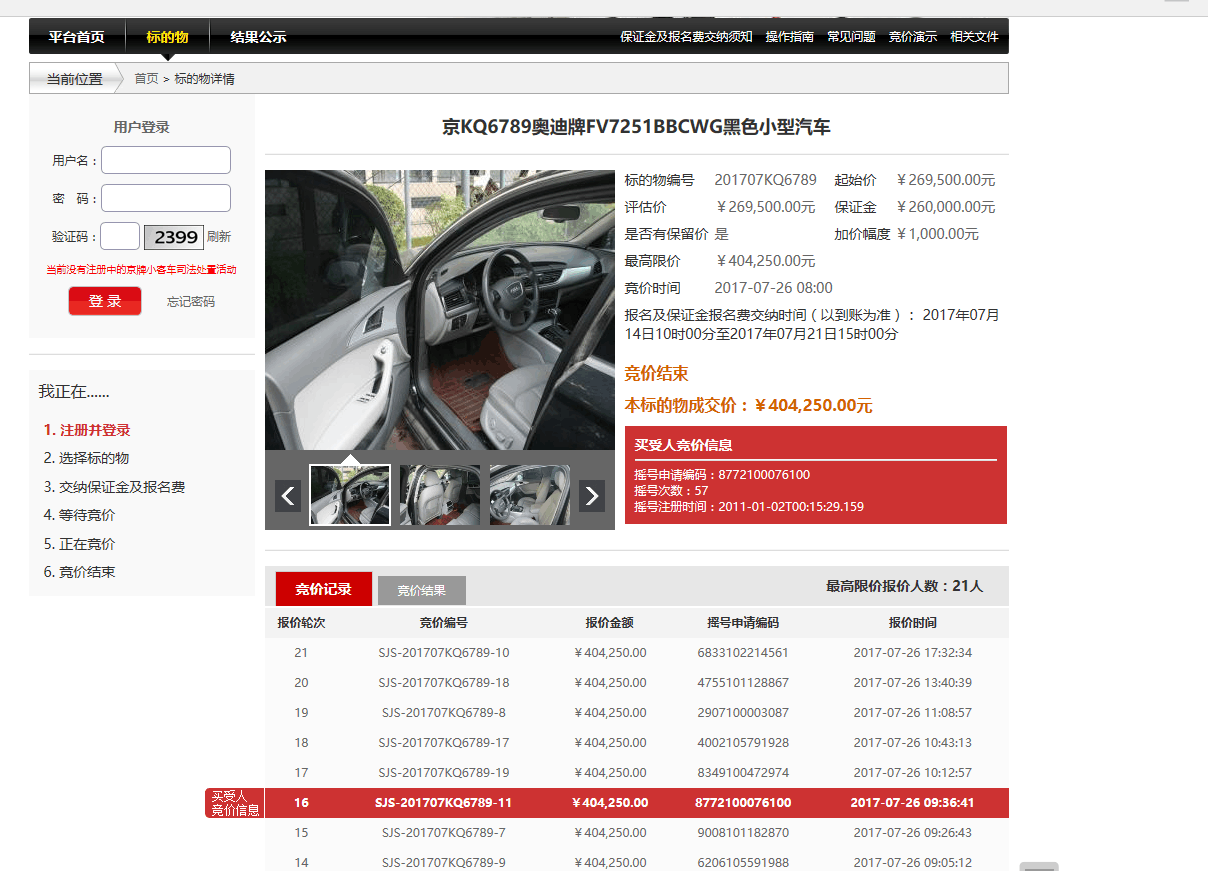 平台首页 标的物 结果公示 保证金及报名费交纳须知 操作指南 常见问题 竞价演示 相关文件
当前位置 首页 > 标的物详情
用户登录
用户名：
密 码：
验证码： 2399 刷新
当前没有注册中的京牌小客车司法处置活动
登 录 忘记密码
我正在......
1. 注册并登录
2. 选择标的物
3. 交纳保证金及报名费
4. 等待竞价
5. 正在竞价
6. 竞价结束
京KQ6789奥迪牌FV7251BBCWG黑色小型汽车
标的物编号 201707KQ6789 起始价 ￥269,500.00元
评估价 ￥269,500.00元 保证金 ￥260,000.00元
是否有保留价 是 加价幅度 ￥1,000.00元
最高限价 ￥404,250.00元
竞价时间 2017-07-26 08:00
报名及保证金报名费交纳时间（以到账为准）：2017年07月
14日10时00分至2017年07月21日15时00分
竞价结束
本标的物成交价：￥404,250.00元
买受人竞价信息
摇号申请编码：8772100076100
摇号次数：57
摇号注册时间：2011-01-02T00:15:29.159
竞价记录 竞价结果 最高限价报价人数：21人
报价轮次 竞价编号 报价金额 摇号申请编码 报价时间
21 SJS-201707KQ6789-10 ￥404,250.00 6833102214561 2017-07-26 17:32:34
20 SJS-201707KQ6789-18 ￥404,250.00 4755101128867 2017-07-26 13:40:39
19 SJS-201707KQ6789-8 ￥404,250.00 2907100003087 2017-07-26 11:08:57
18 SJS-201707KQ6789-17 ￥404,250.00 4002105791928 2017-07-26 10:43:13
17 SJS-201707KQ6789-19 ￥404,250.00 8349100472974 2017-07-26 10:12:57
买受人
竞价信息
16 SJS-201707KQ6789-11 ￥404,250.00 8772100076100 2017-07-26 09:36:41
15 SJS-201707KQ6789-7 ￥404,250.00 9008101182870 2017-07-26 09:26:43
14 SJS-201707KQ6789-9 ￥404,250.00 6206105591988 2017-07-26 09:05:12